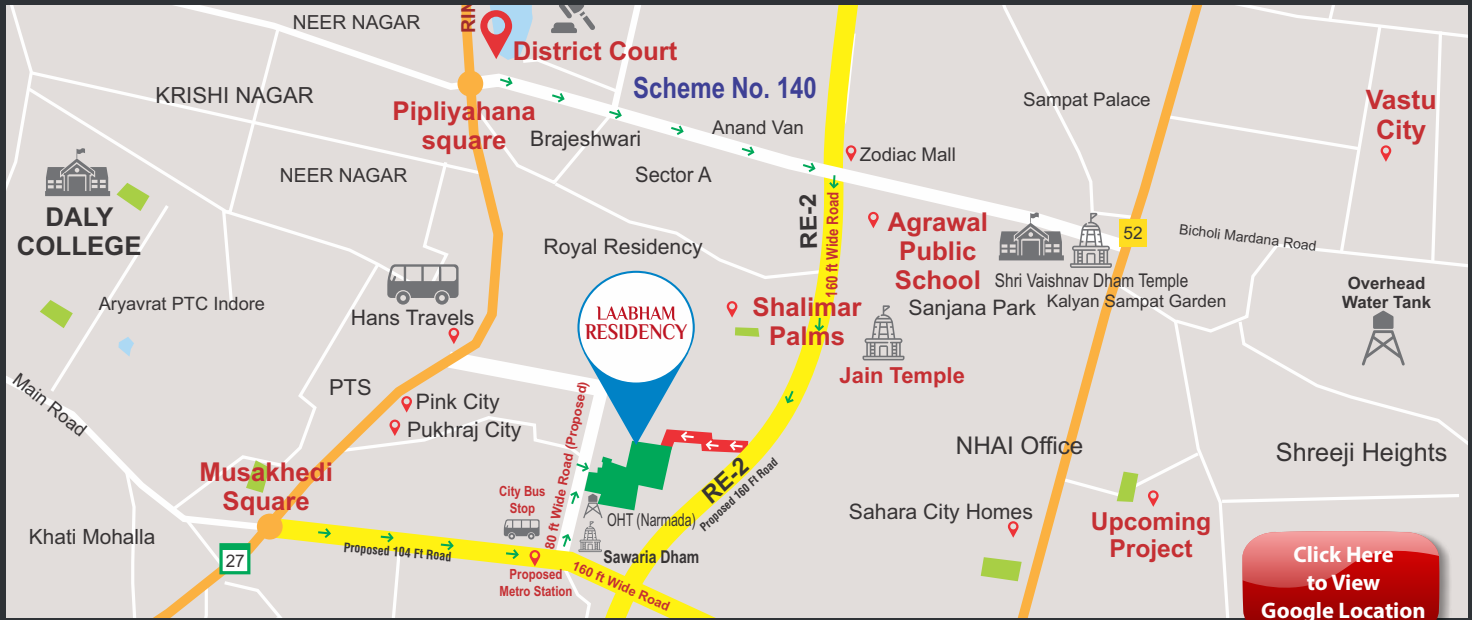 NEER NAGAR
RIN
District Court
Scheme No. 140
KRISHI NAGAR
Pipliyahana
square
Brajeshwari
Anand Van
Sampat Palace
Vastu
City
Zodiac Mall
NEER NAGAR
Sector A
DALY
COLLEGE
RE-2
160 ft Wide Road
Agrawal
Public
School
52
Bicholi Mardana Road
Royal Residency
Shri Vaishnav Dham Temple
Kalyan Sampat Garden
Sanjana Park
Overhead
Water Tank
Aryavrat PTC Indore
Hans Travels
LAABHAM
RESIDENCY
Shalimar
Palms
Jain Temple
Main Road
PTS
Pink City
Pukhraj City
80 ft Wide Road (Proposed)
NHAI Office
Shreeji Heights
Musakhedi
Square
RE-2
Proposed 160 Ft Road
City Bus
Stop
OHT (Narmada)
Sahara City Homes
Upcoming
Project
Khati Mohalla
27
Proposed 104 Ft Road
Sawaria Dham
Proposed
Metro Station
160 ft Wide Road
Click Here
to View
Google Location